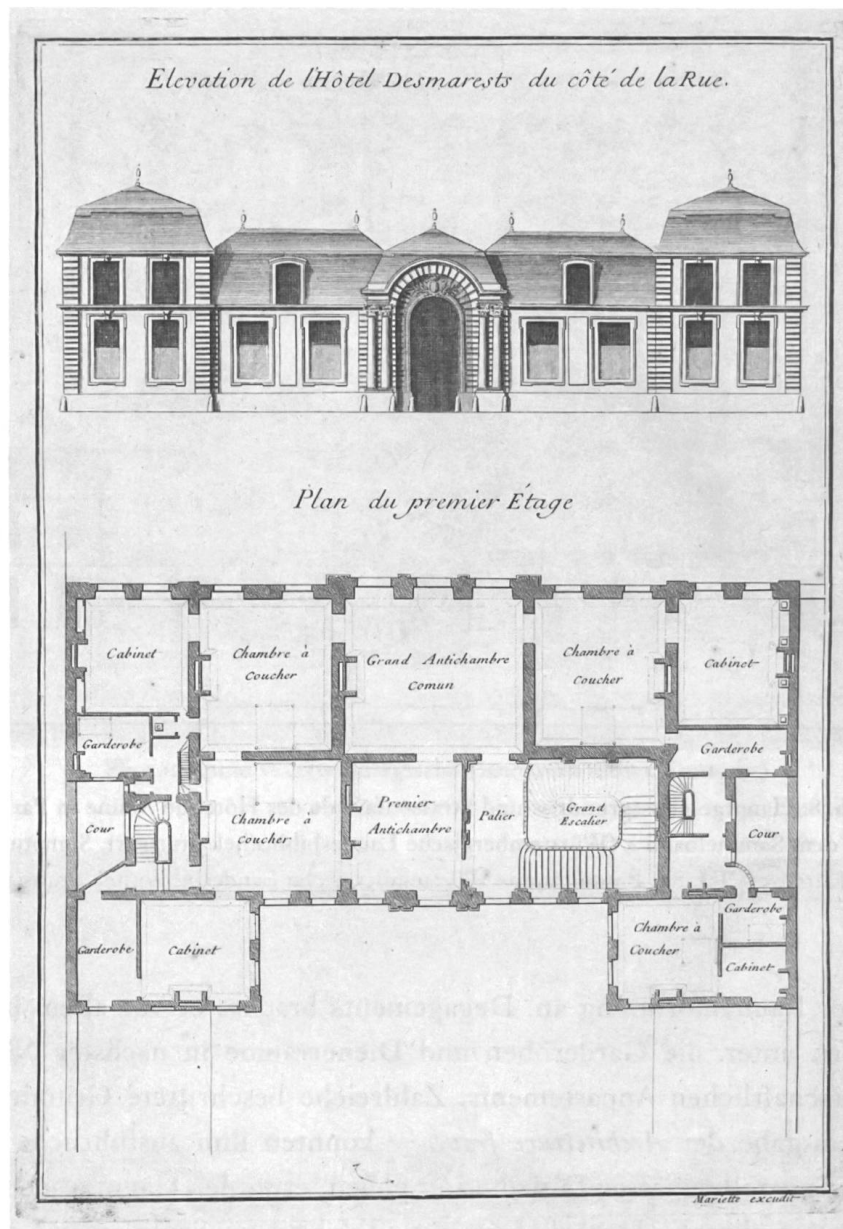 Elevation de l'Hôtel Desmarests du côté de la Rue.
Plan du premier Étage
Cabinet
Chambre à
Coucher
Grand Antichambre
Comun
Chambre à
Coucher
Cabinet
Garderobe
Garderobe
Cour
Chambre à
Coucher
Premier
Antichambre
Palier
Grand
Escalier
Cour
Garderobe
Cabinet
Chambre à
Coucher
Garderobe
Cabinet
Mariette excudit